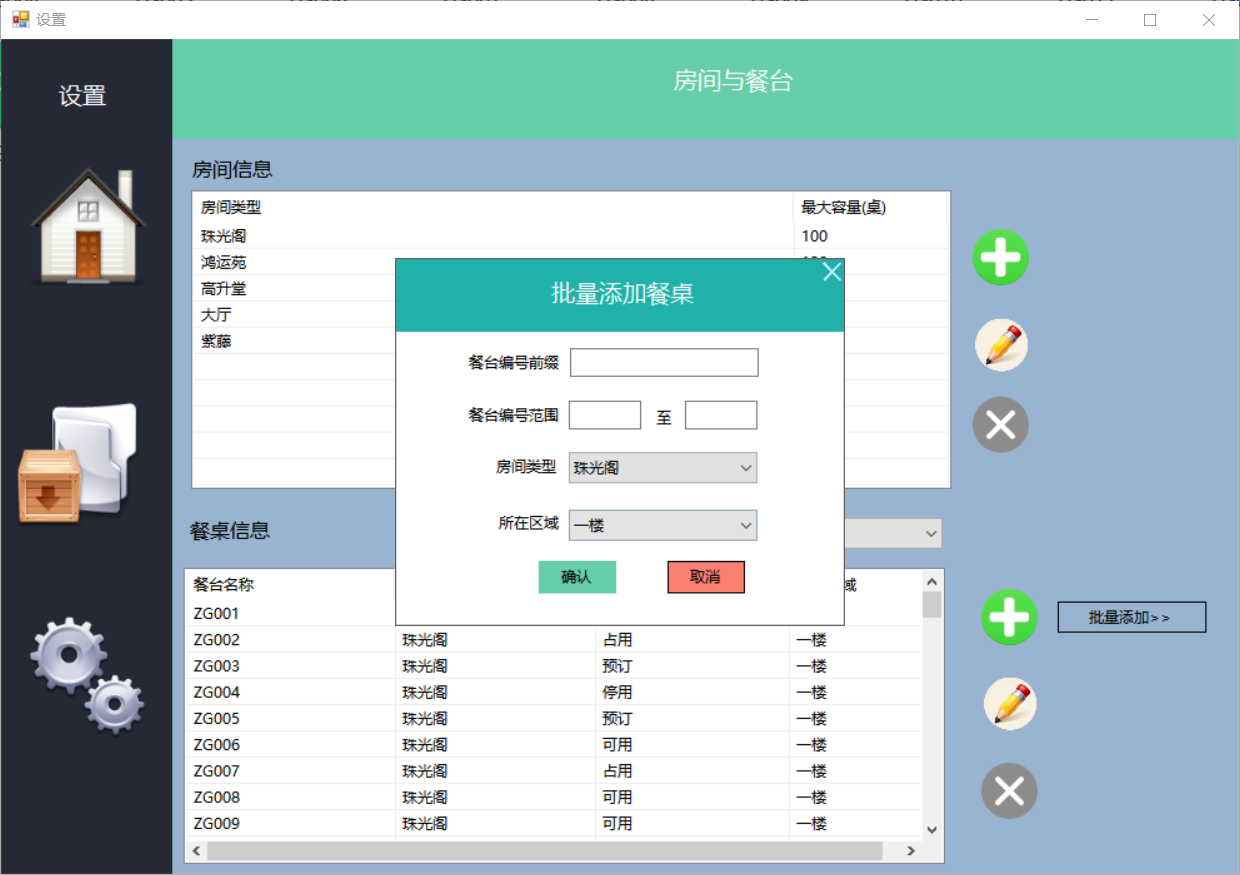 设置
设置
房间与餐台
房间信息
房间类型 最大容量(桌)
珠光阁 100
鸿运苑
高升堂
大厅
紫藤
批量添加餐桌
餐台编号前缀
餐台编号范围 至
房间类型 珠光阁
所在区域 一楼
确认 取消
餐桌信息
餐台名称 域
ZG001
ZG002 珠光阁 占用 一楼
ZG003 珠光阁 预订 一楼
ZG004 珠光阁 停用 一楼
ZG005 珠光阁 预订 一楼
ZG006 珠光阁 可用 一楼
ZG007 珠光阁 占用 一楼
ZG008 珠光阁 可用 一楼
ZG009 珠光阁 可用 一楼
批量添加>>